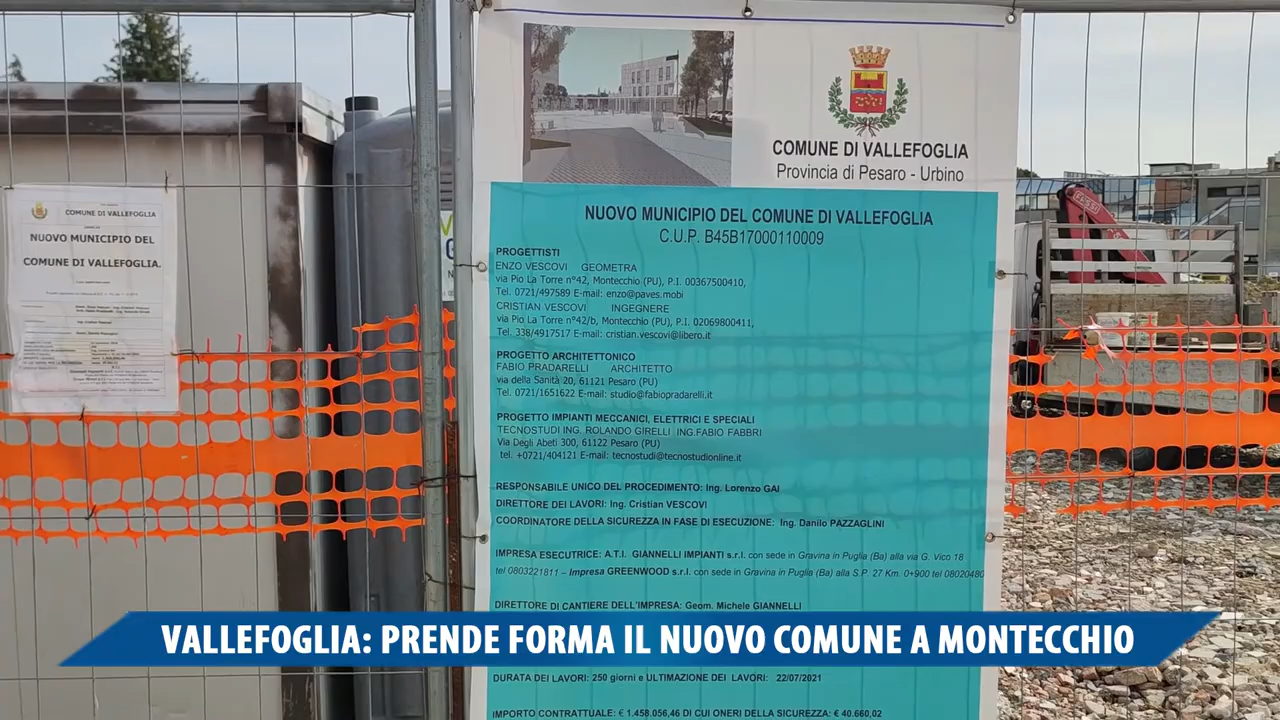 COMUNE DI VALLEFOGLIA
NUOVO MUNICIPIO DEL
COMUNE DI VALLEFOGLIA.
COMUNE DI VALLEFOGLIA
Provincia di Pesaro - Urbino
NUOVO MUNICIPIO DEL COMUNE DI VALLEFOGLIA
C.U.P. B45B17000110009
PROGETTISTI
ENZO VESCOVI GEOMETRA
via Pio La Torre n°42, Montecchio (PU), P.I. 00367500410,
Tel. 0721/497589 E-mail: enzo@paves.mobi
CRISTIAN VESCOVI INGEGNERE
via Pio La Torre n°42/b, Montecchio (PU), P.I. 02069800411,
Tel. 338/4917517 E-mail: cristian.vescovi@libero.it
PROGETTO ARCHITETTONICO
FABIO PRADARELLI ARCHITETTO
via della Sanità 20, 61121 Pesaro (PU)
Tel. 0721/1651622 E-mail: studio@fabiopradarelli.it
PROGETTO IMPIANTI MECCANICI, ELETTRICI E SPECIALI
TECNOSTUDI ING. ROLANDO GIRELLI ING.FABIO FABBRI
Via Degli Abeti 300, 61122 Pesaro (PU)
tel. +0721/404121 E-mail: tecnostudi@tecnostudionline.it
RESPONSABILE UNICO DEL PROCEDIMENTO: Ing. Lorenzo GAI
DIRETTORE DEI LAVORI: Ing. Cristian VESCOVI
COORDINATORE DELLA SICUREZZA IN FASE DI ESECUZIONE: Ing. Danilo PAZZAGLINI
IMPRESA ESECUTRICE: A.T.I. GIANNELLI IMPIANTI s.r.l. con sede in Gravina in Puglia (Ba) alla via G. Vico 18
tel 0803221811 – Impresa GREENWOOD s.r.l. con sede in Gravina in Puglia (Ba) alla S.P. 27 Km. 0+900 tel 08020480
DIRETTORE DI CANTIERE DELL'IMPRESA: Geom. Michele GIANNELLI
VALLEFOGLIA: PRENDE FORMA IL NUOVO COMUNE A MONTECCHIO
DURATA DEI LAVORI: 250 giorni e ULTIMAZIONE DEI LAVORI: 22/07/2021
IMPORTO CONTRATTUALE: € 1.458.056,46 DI CUI ONERI DELLA SICUREZZA: € 40.660,02
FASSI